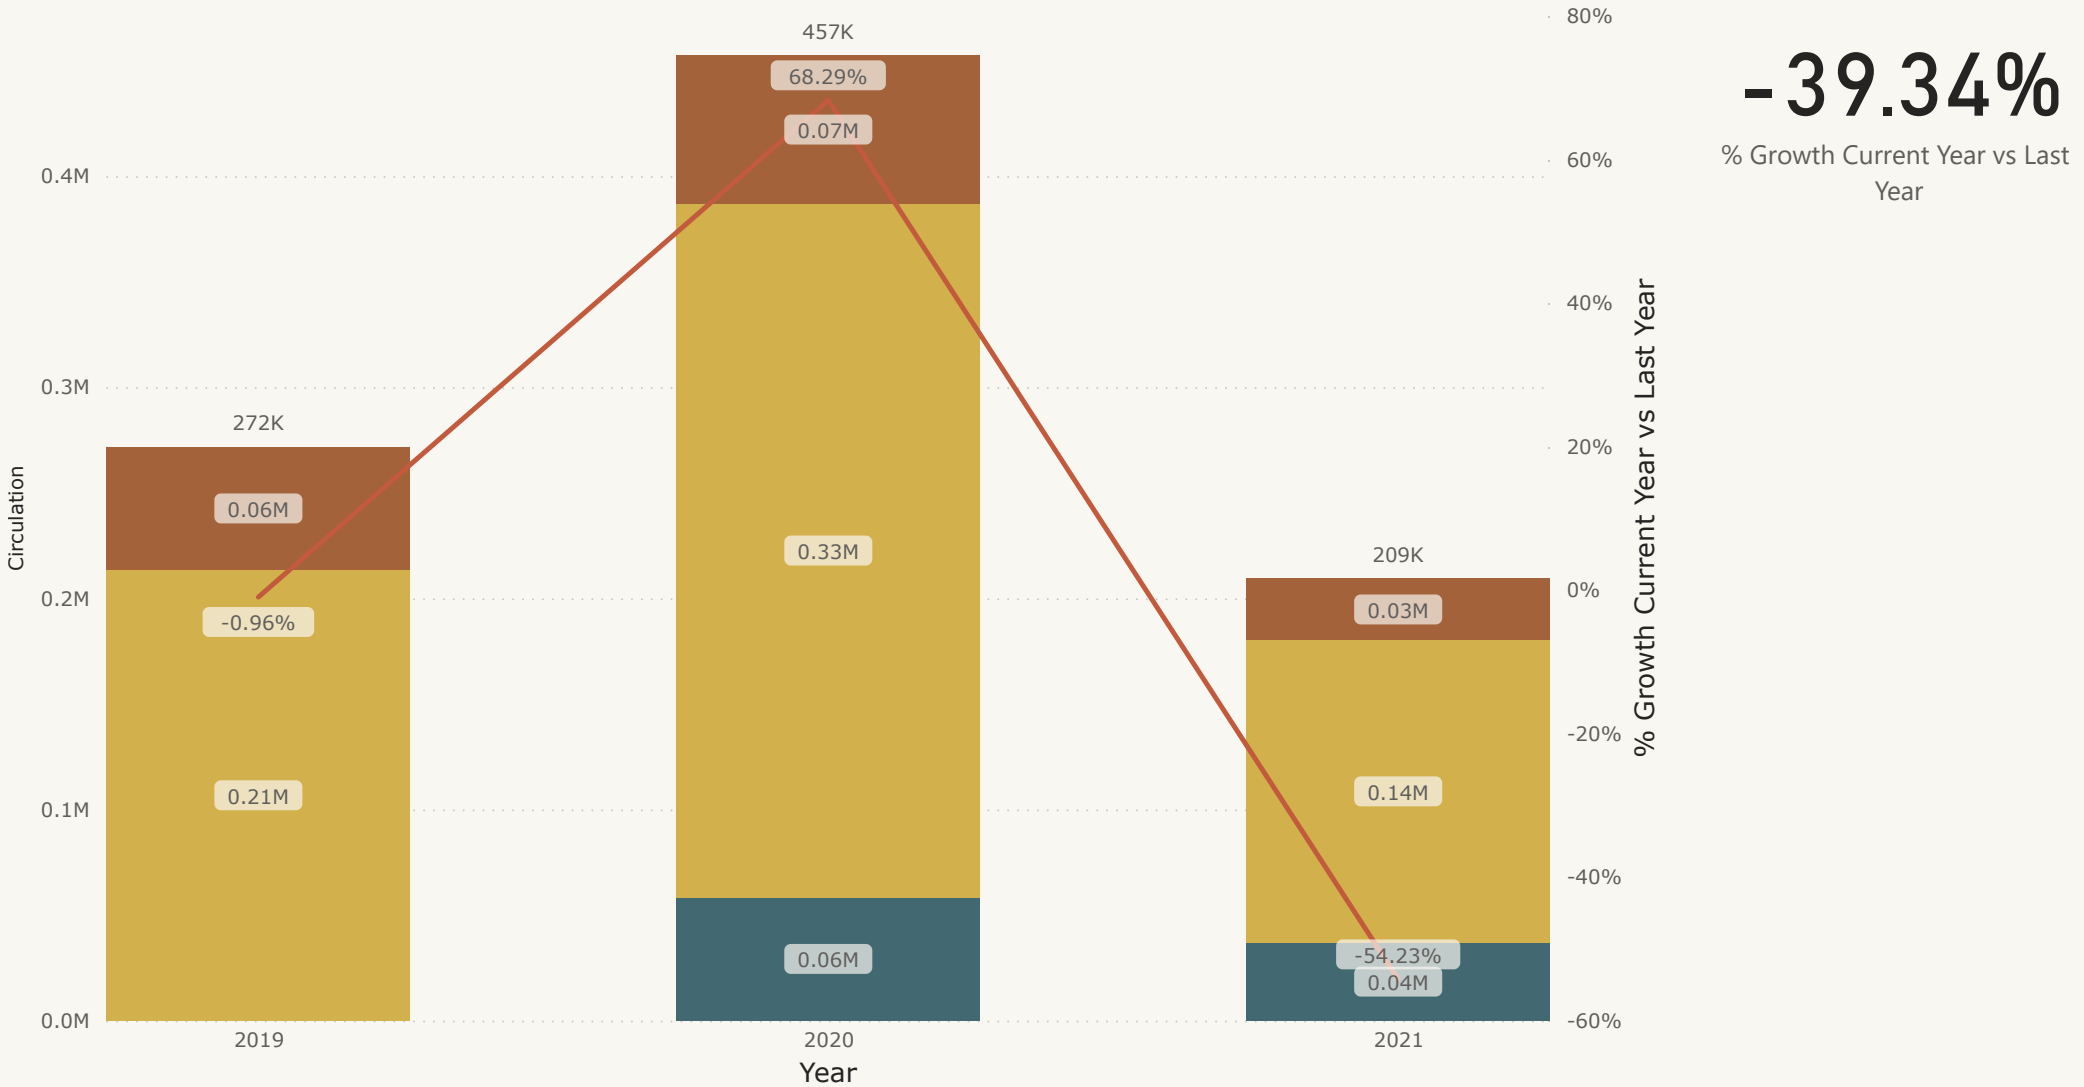 457K
80%
68.29%
-39.34%
0.07M
% Growth Current Year vs Last
Year
60%
0.4M
40%
0.3M
272K
20%
0.06M
0.33M
209K
Circulation
0.2M
-0.96%
0.03M
0%
% Growth Current Year vs Last Year
-20%
0.21M
0.14M
0.1M
-40%
0.06M
-54.23%
0.04M
0.0M
-60%
2019
2020
2021
Year